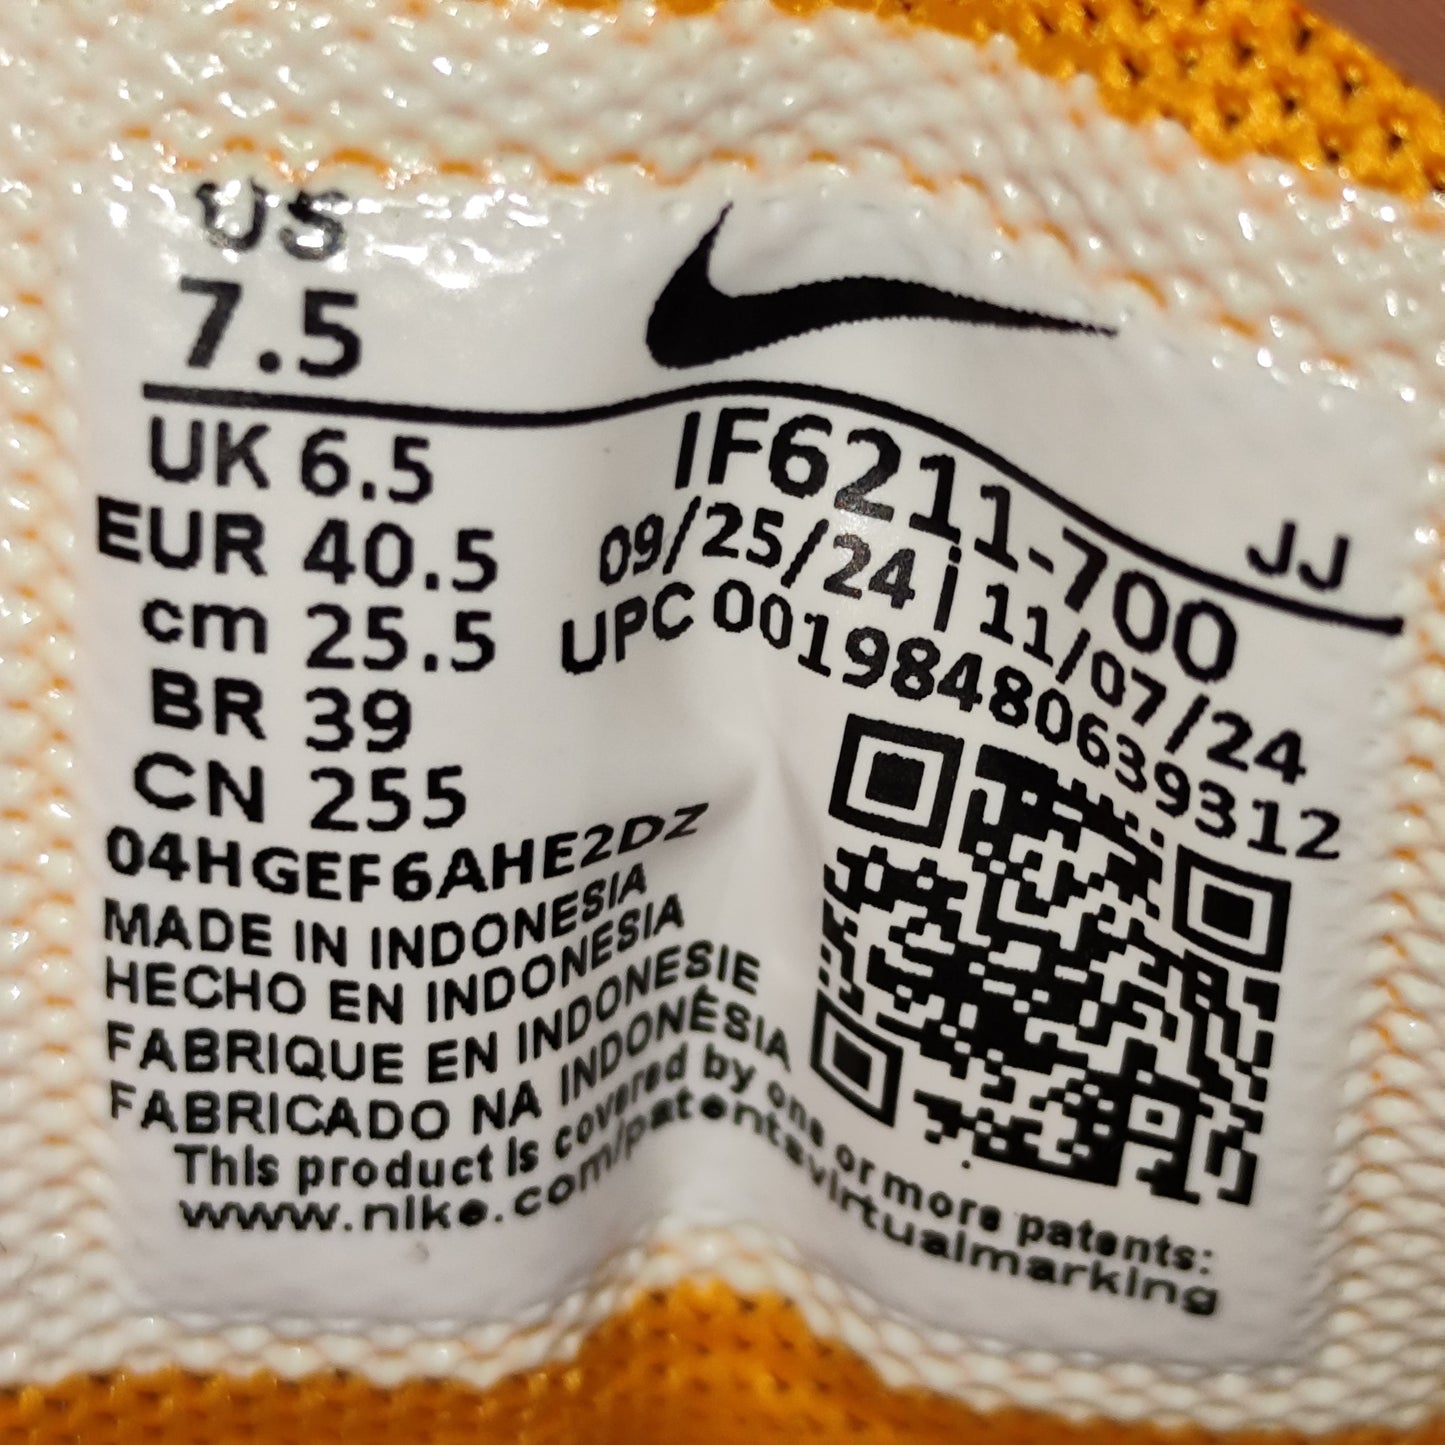 US
7.5
UK 6.5
EUR 40.5
cm 25.5
BR 39
CN 255
04HGEF6AHE2DZ
MADE IN INDONESIA
HECHO EN INDONESIA
FABRIQUE EN INDONESIE
FABRICADO NA INDONÉSIA
This product is covered by one or more patents:
www.nike.com/patentsvirtualmarking
JJ
IF6211-700
09/25/24 | 11/07/24
UPC 00198480639312